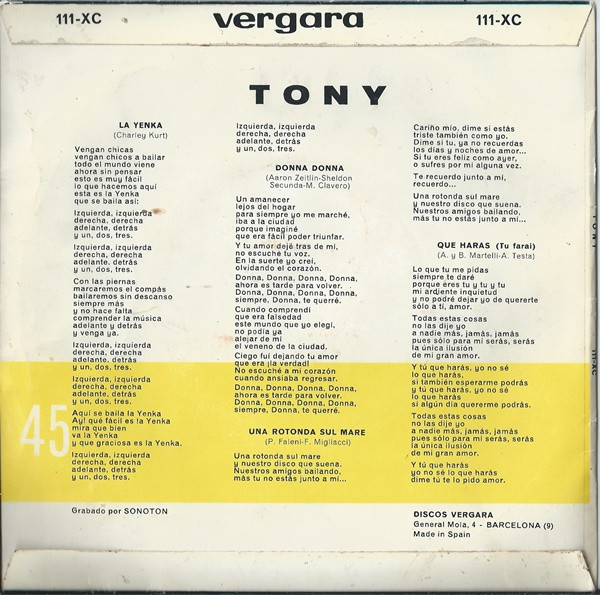 111-XC
vergara
111-XC
TONY
LA YENKA
(Charley Kurt)
Vengan chicas
vengan chicos a bailar
todo el mundo viene
ahora sin pensar
esto es muy fácil
lo que hacemos aquí
esta es la Yenka
que se baila así:
Izquierda, izquierda
derecha, derecha
adelante, detrás
y un, dos, tres.
Izquierda, izquierda
derecha, derecha
adelante, detrás
y un, dos, tres.
Con las piernas
marcaremos el compás
bailaremos sin descanso
siempre más
y no hace falta
comprender la música
adelante y detrás
y venga ya.
Izquierda, izquierda
derecha, derecha
adelante, detrás
y un, dos, tres.
Izquierda, izquierda
derecha, derecha
adelante, detrás
y un, dos, tres.
Aquí se baila la Yenka
Ay! qué fácil es la Yenka
mira que bien
va la Yenka
y que graciosa es la Yenka.
Izquierda, izquierda
derecha, derecha
adelante, detrás
y un, dos, tres.
45
Grabado por SONOTON
Izquierda, izquierda
derecha, derecha
adelante, detrás
y un, dos, tres.
DONNA DONNA
(Aaron Zeitlin-Sheldon
Secunda-M. Clavero)
Un amanecer
lejos del hogar
para siempre yo me marché,
iba a la ciudad
porque imaginé
que era fácil poder triunfar.
Y tu amor dejé tras de mí,
no escuché tu voz.
En la suerte yo creí,
olvidando el corazón.
Donna, Donna, Donna, Donna,
ahora es tarde para volver.
Donna, Donna, Donna, Donna,
siempre, Donna, te querré.
Cuando comprendí
que era falsedad
este mundo que yo elegí,
no podía ya
alejar de mí
el veneno de la ciudad.
Ciego fui dejando tu amor
que era ¡la verdad!
No escuché a mi corazón
cuando ansiaba regresar.
Donna, Donna, Donna, Donna,
ahora es tarde para volver.
Donna, Donna, Donna, Donna,
siempre, Donna, te querré.
UNA ROTONDA SUL MARE
(P. Faleni-F. Migliacci)
Una rotonda sul mare
y nuestro disco que suena.
Nuestros amigos bailando,
más tu no estás junto a mí...
Cariño mío, dime si estás
triste también como yo.
Dime si tu, ya no recuerdas
los días y noches de amor...
Si tu eres feliz como ayer,
o sufres por mi alguna vez.
Te recuerdo junto a mí,
recuerdo...
Una rotonda sul mare
y nuestro disco que suena.
Nuestros amigos bailando,
más tu no estás junto a mí...
QUE HARAS (Tu farai)
(A. y B. Martelli-A. Testa)
Lo que tu me pidas
siempre te daré
porque eres tu y tu y tu
mi ardiente inquietud
y no podré dejar yo de quererte
sólo a tí, amor.
Todas estas cosas
no las dije yo
a nadie más, jamás, jamás
pues sólo para mí serás, serás
la única ilusión
de mi gran amor.
Y tú que harás, yo no sé
lo que harás,
si también esperarme podrás
y tú que harás, yo no sé
lo que harás
si algún día quererme podrás.
Todas estas cosas
no las dije yo
a nadie más, jamás, jamás
pues sólo para mí serás, serás
la única ilusión
de mi gran amor.
Y tú que harás
yo no sé lo que harás
dime tú te lo pido amor.
DISCOS VERGARA
General Mola, 4 - BARCELONA (9)
Made in Spain
TONY
111-XC